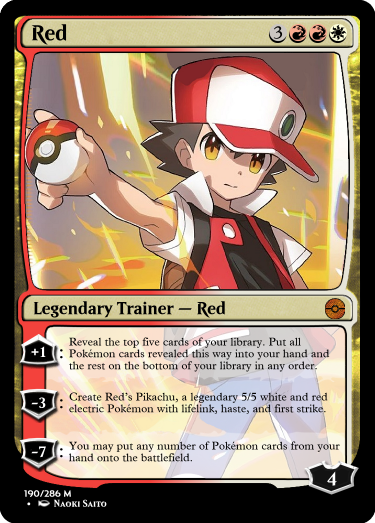 Red 3
Legendary Trainer — Red
+1: Reveal the top five cards of your library. Put all
Pokémon cards revealed this way into your hand and
the rest on the bottom of your library in any order.
-3: Create Red's Pikachu, a legendary 5/5 white and red
electric Pokémon with lifelink, haste, and first strike.
-7: You may put any number of Pokémon cards from your
hand onto the battlefield.
4
190/286 M
• Naoki Saito